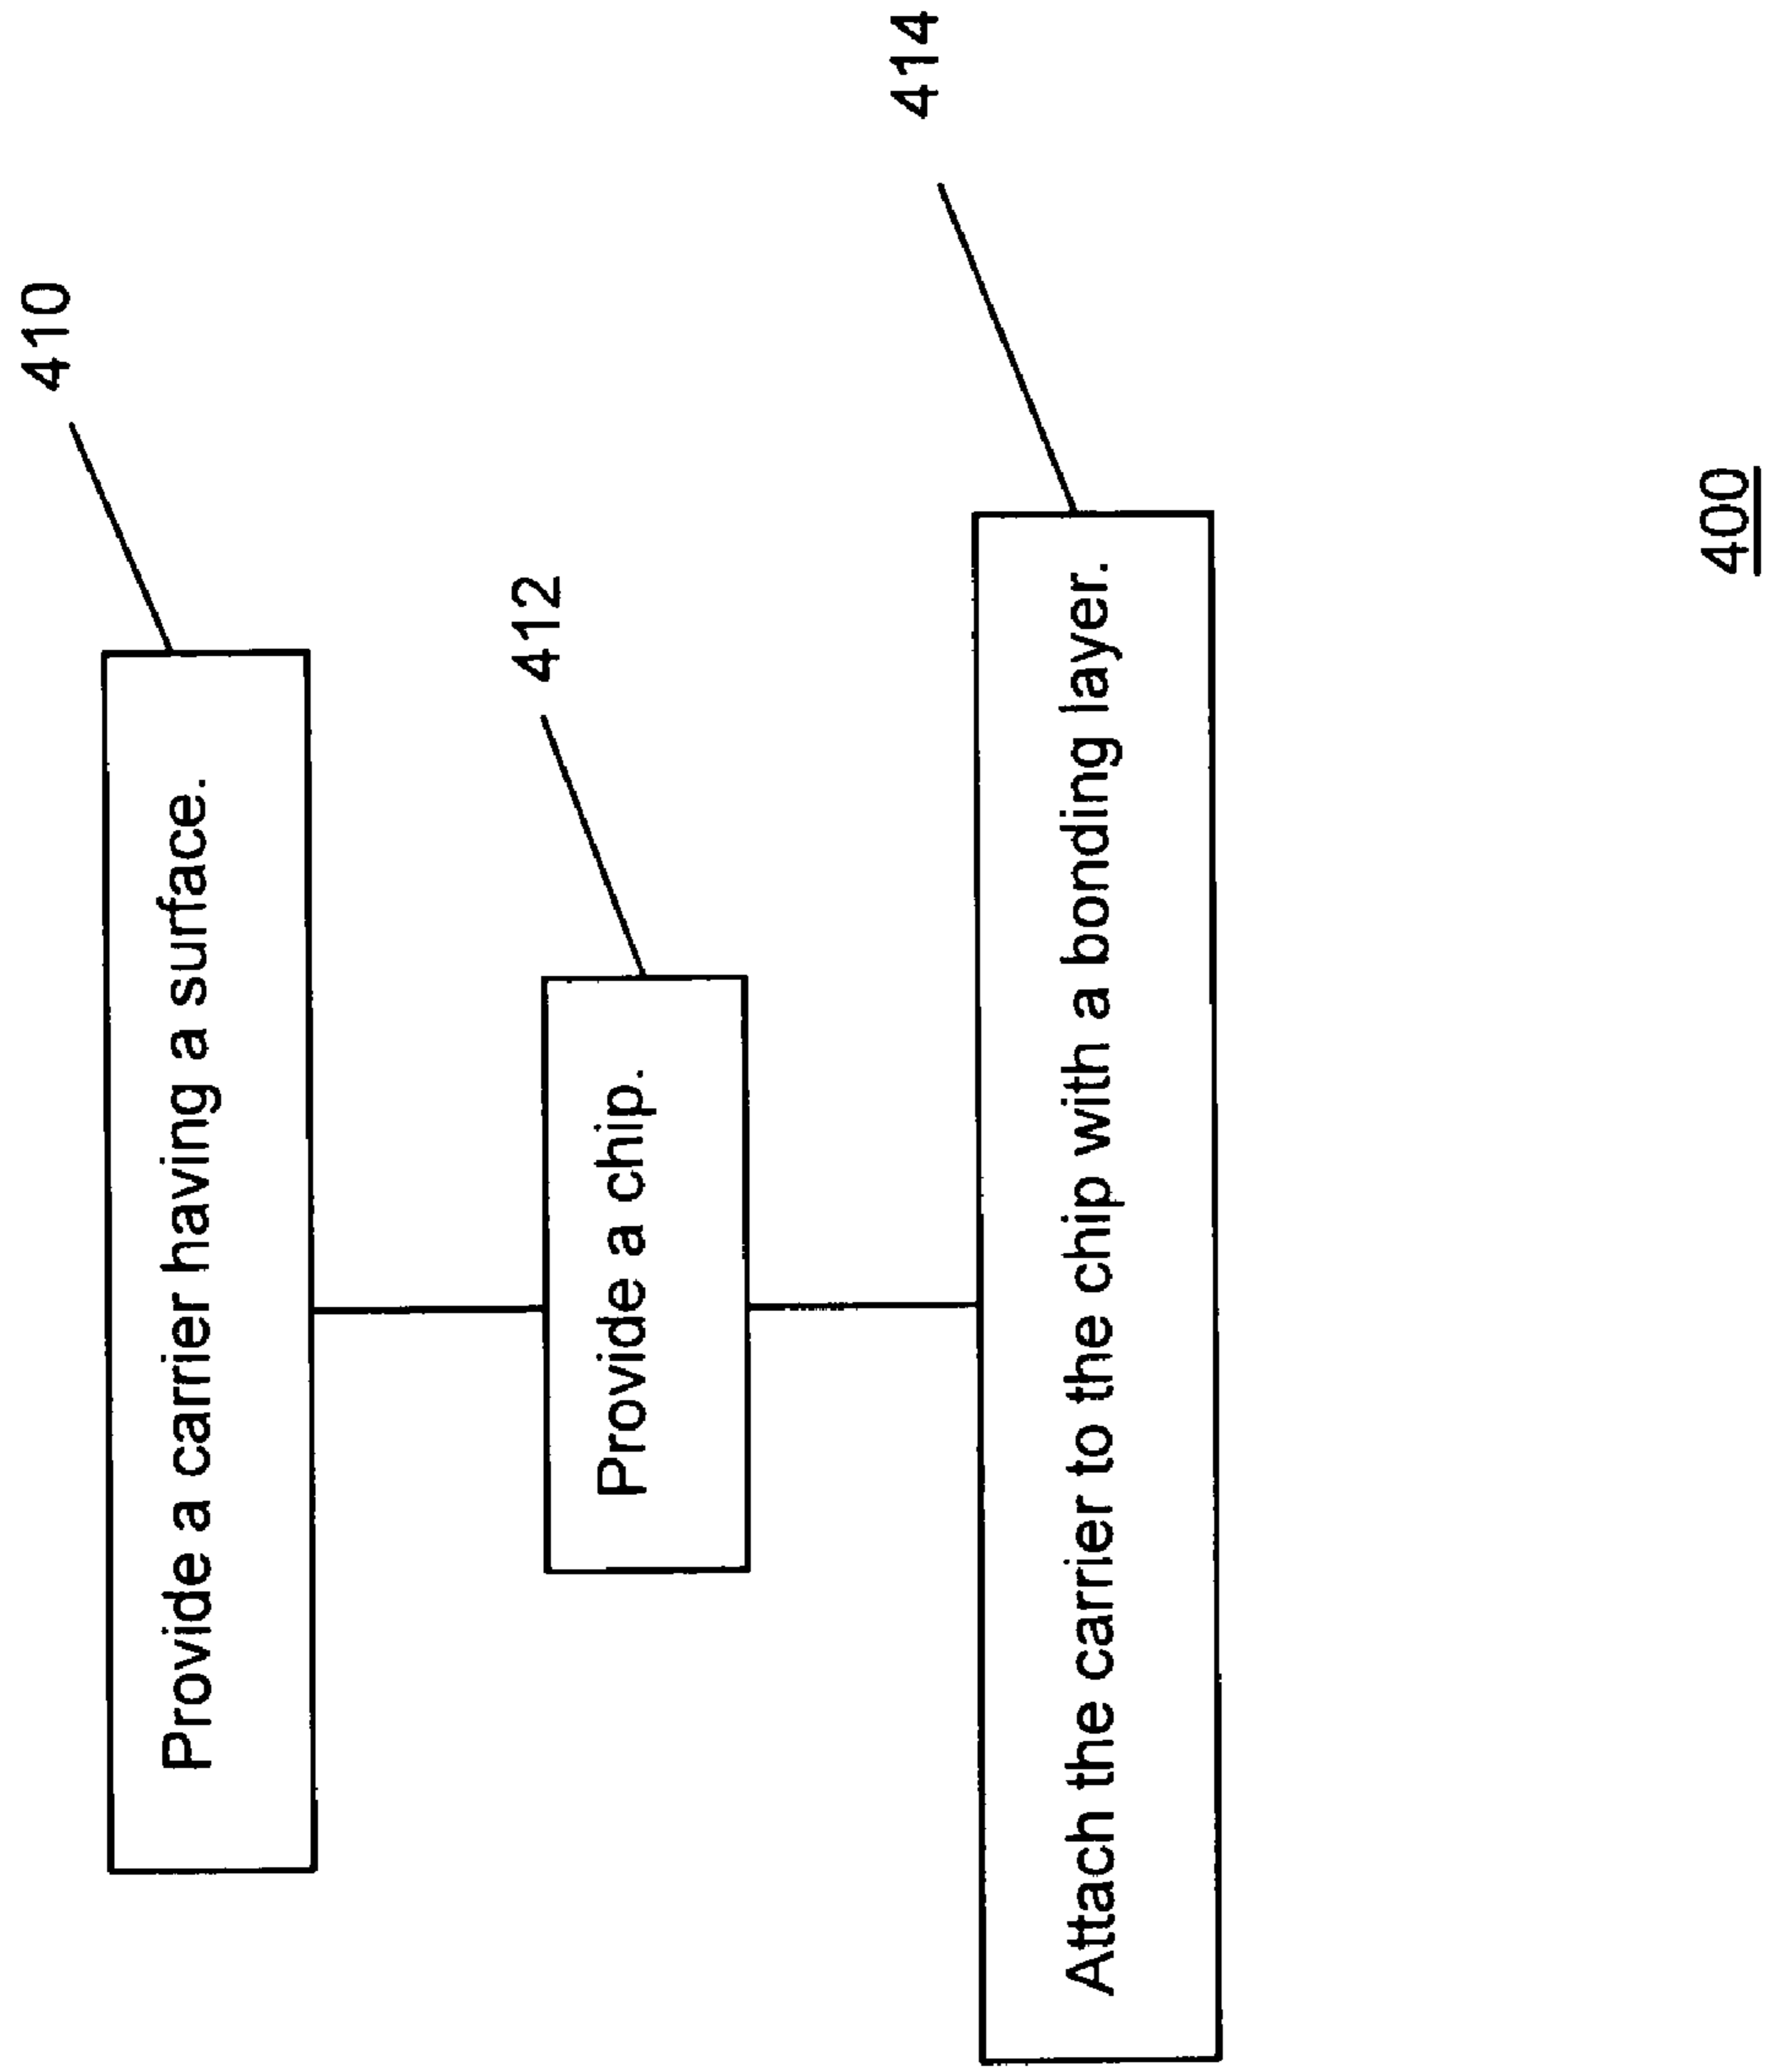 410
Provide a carrier having a surface.
412
Provide a chip.
414
Attach the carrier to the chip with a bonding layer.
400